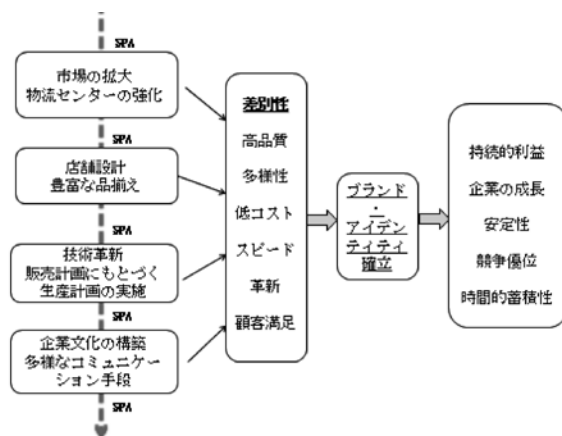 SPA
市場の拡大
物流センターの強化
SPA
店舗設計
豊富な品揃え
SPA
技術革新
販売計画にもとづく
生産計画の実施
SPA
企業文化の構築
多様なコミュニケー
ション手段
SPA
差別性
高品質
多様性
低コスト
スピード
革新
顧客満足
ブランド
・
アイデン
ティティ
確立
持続的利益
企業の成長
安定性
競争優位
時間的蓄積性